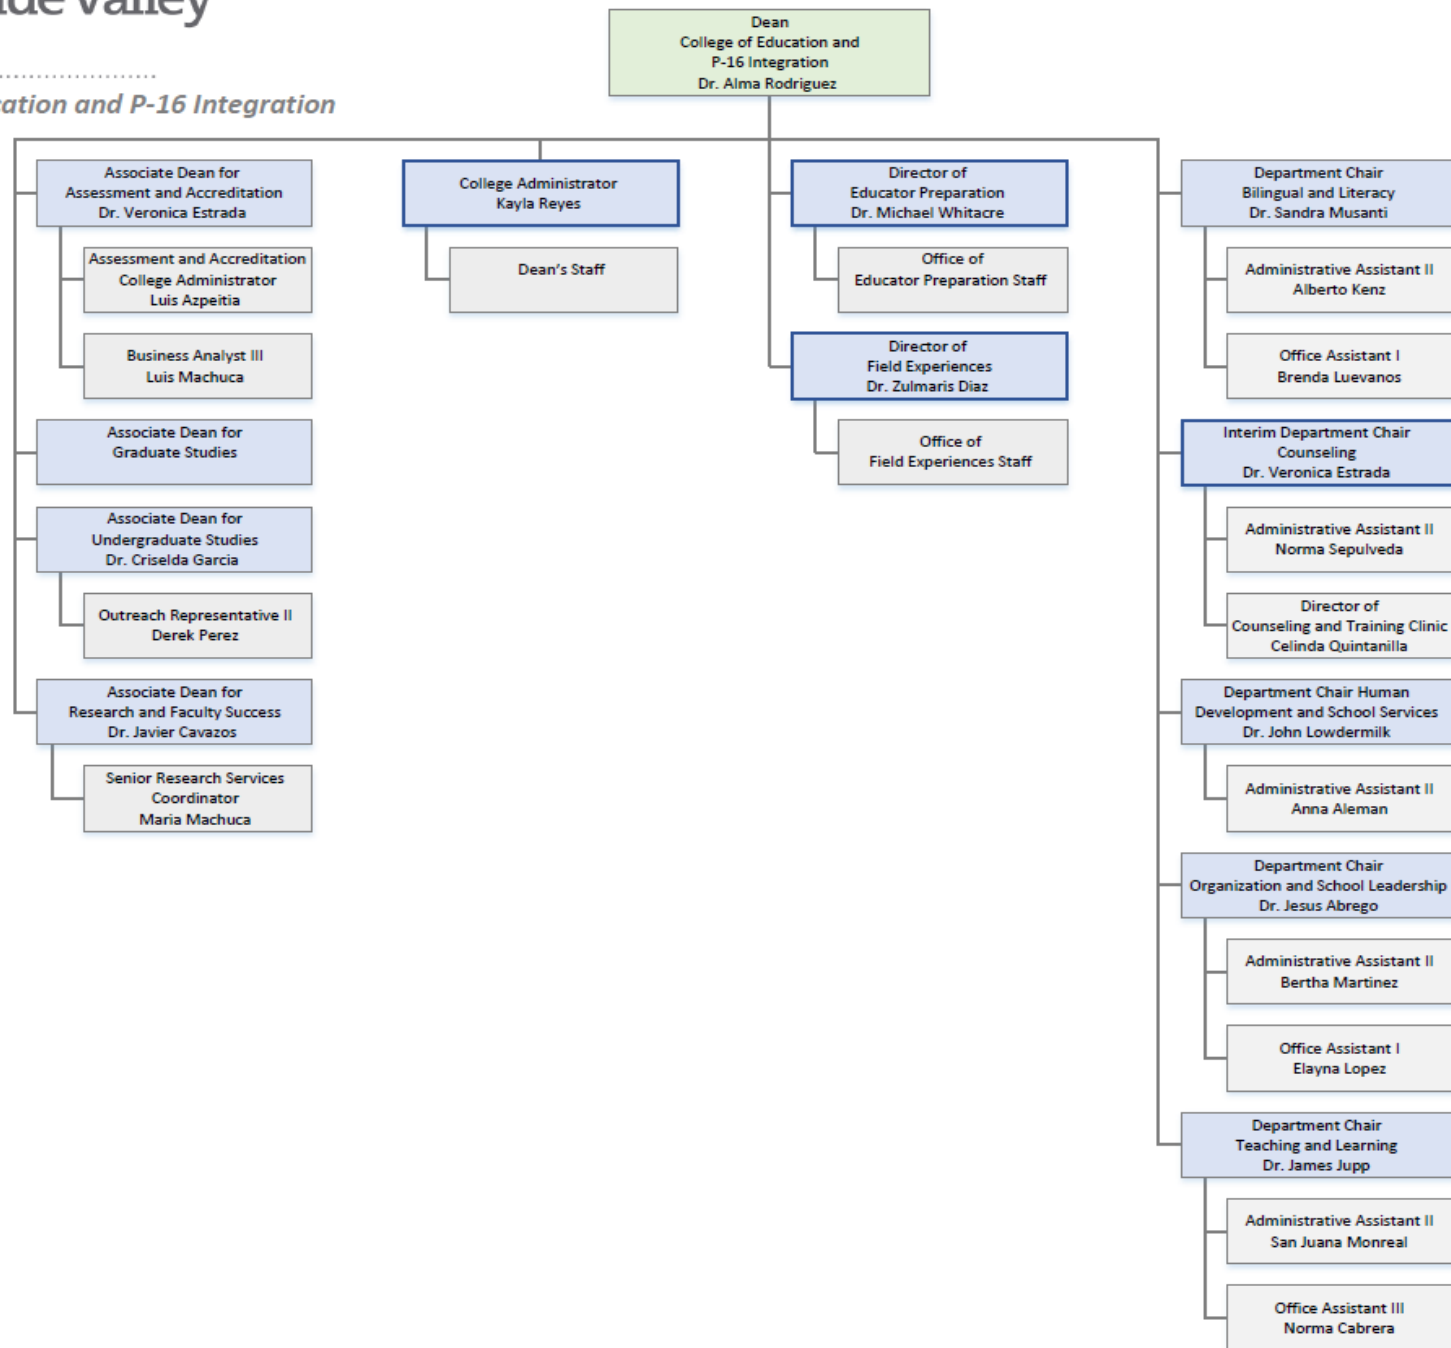 Valley
and P-16 Integration
Dean
College of Education and
P-16 Integration
Dr. Alma Rodriguez
Associate Dean for
Assessment and Accreditation
Dr. Veronica Estrada
Assessment and Accreditation
College Administrator
Luis Azpeitia
Business Analyst III
Luis Machuca
Associate Dean for
Graduate Studies
Associate Dean for
Undergraduate Studies
Dr. Criselda Garcia
Outreach Representative II
Derek Perez
Associate Dean for
Research and Faculty Success
Dr. Javier Cavazos
Senior Research Services
Coordinator
Maria Machuca
College Administrator
Kayla Reyes
Dean’s Staff
Director of
Educator Preparation
Dr. Michael Whitacre
Office of
Educator Preparation Staff
Director of
Field Experiences
Dr. Zulmaris Diaz
Office of
Field Experiences Staff
Department Chair
Bilingual and Literacy
Dr. Sandra Musanti
Administrative Assistant II
Alberto Kenz
Office Assistant I
Brenda Luevanos
Interim Department Chair
Counseling
Dr. Veronica Estrada
Administrative Assistant II
Norma Sepulveda
Director of
Counseling and Training Clinic
Celinda Quintanilla
Department Chair Human
Development and School Services
Dr. John Lowdermilk
Administrative Assistant II
Anna Aleman
Department Chair
Organization and School Leadership
Dr. Jesus Abrego
Administrative Assistant II
Bertha Martinez
Office Assistant I
Elayna Lopez
Department Chair
Teaching and Learning
Dr. James Jupp
Administrative Assistant II
San Juana Monreal
Office Assistant III
Norma Cabrera